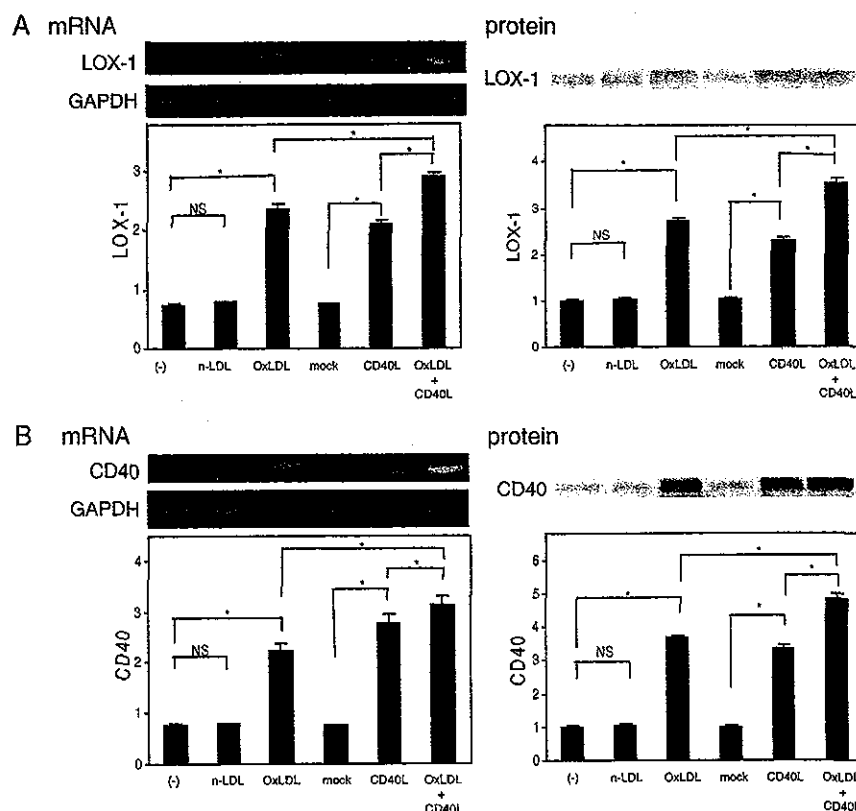 A mRNA
LOX-1
GAPDH
LOX-1
3
2
1
0
*
*
*
*
NS
(-) n-LDL OxLDL mock CD40L OxLDL
+
CD40L
protein
LOX-1
LOX-1
4
3
2
1
0
*
*
*
*
NS
(-) n-LDL OxLDL mock CD40L OxLDL
+
CD40L
B mRNA
CD40
GAPDH
CD40
4
3
2
1
0
*
*
*
*
NS
(-) n-LDL OxLDL mock CD40L OxLDL
+
CD40L
protein
CD40
CD40
6
5
4
3
2
1
0
*
*
*
*
NS
(-) n-LDL OxLDL mock CD40L OxLDL
+
CD40L